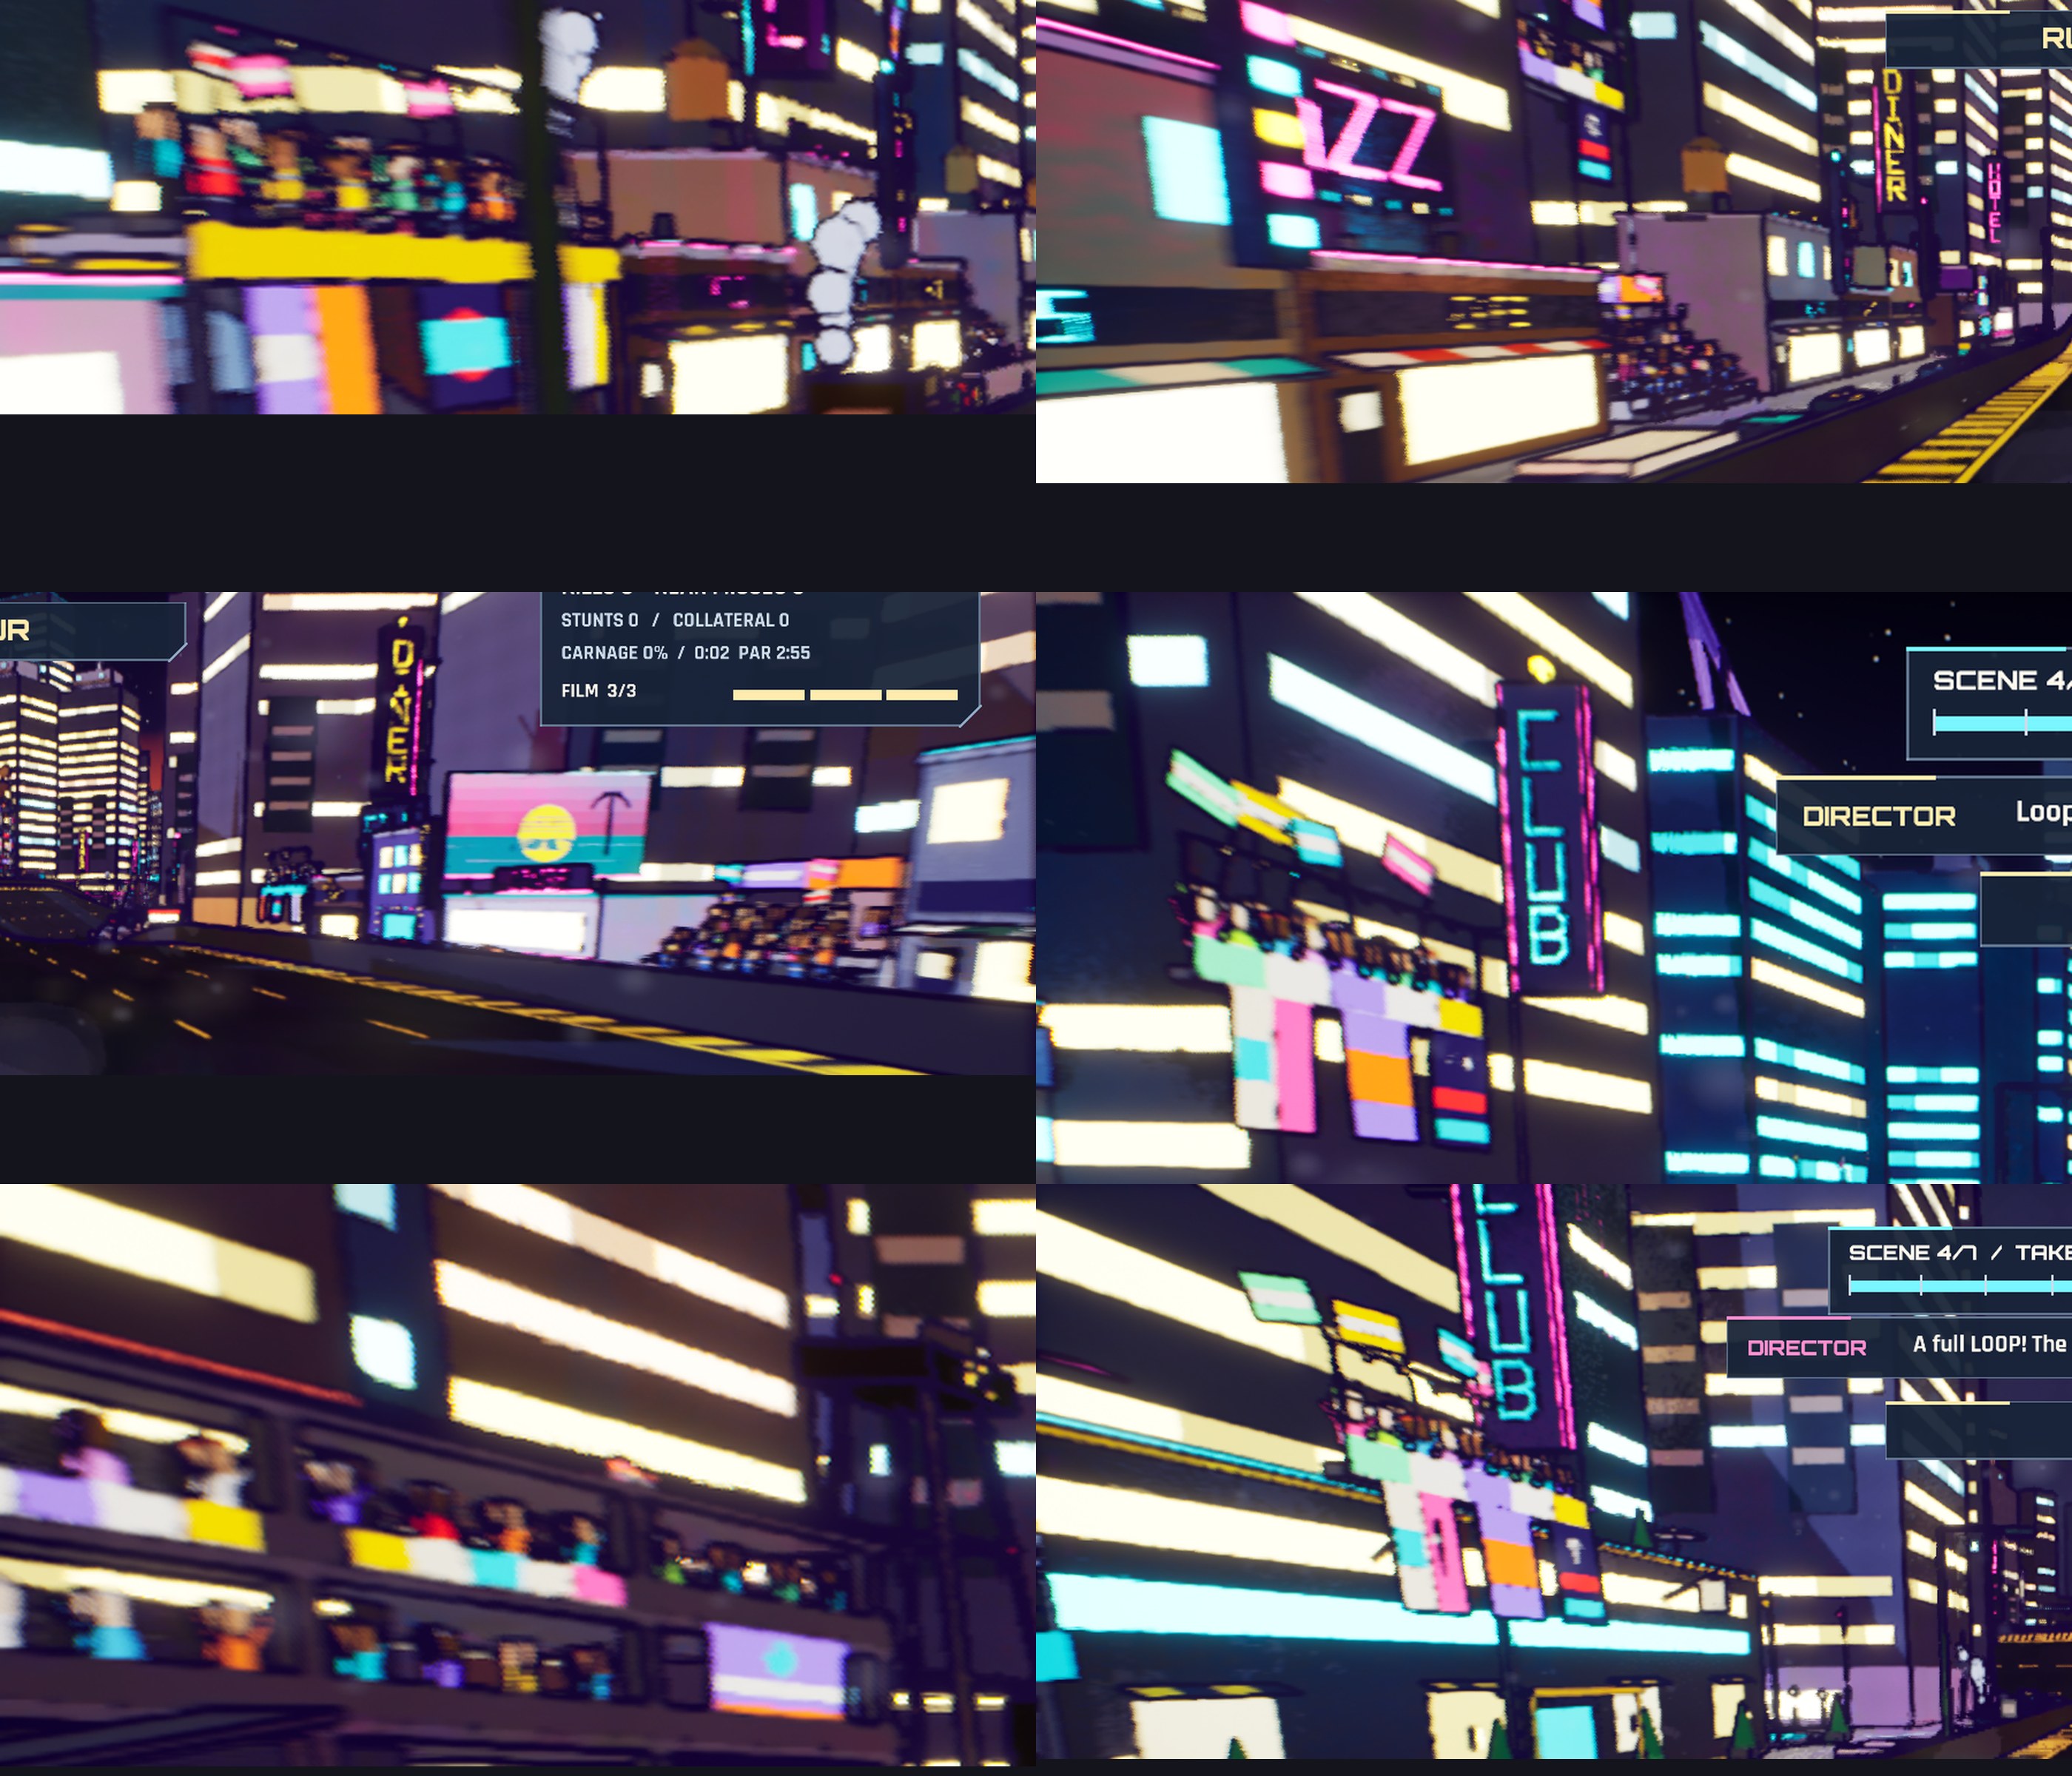 RU
DINER
HOTEL
UR
STUNTS 0 / COLLATERAL 0
CARNAGE 0% / 0:02 PAR 2:55
FILM 3/3
DINER
CLUB
SCENE 4/
DIRECTOR Loop
CLUB
SCENE 4/7 / TAKE
DIRECTOR A full LOOP! The